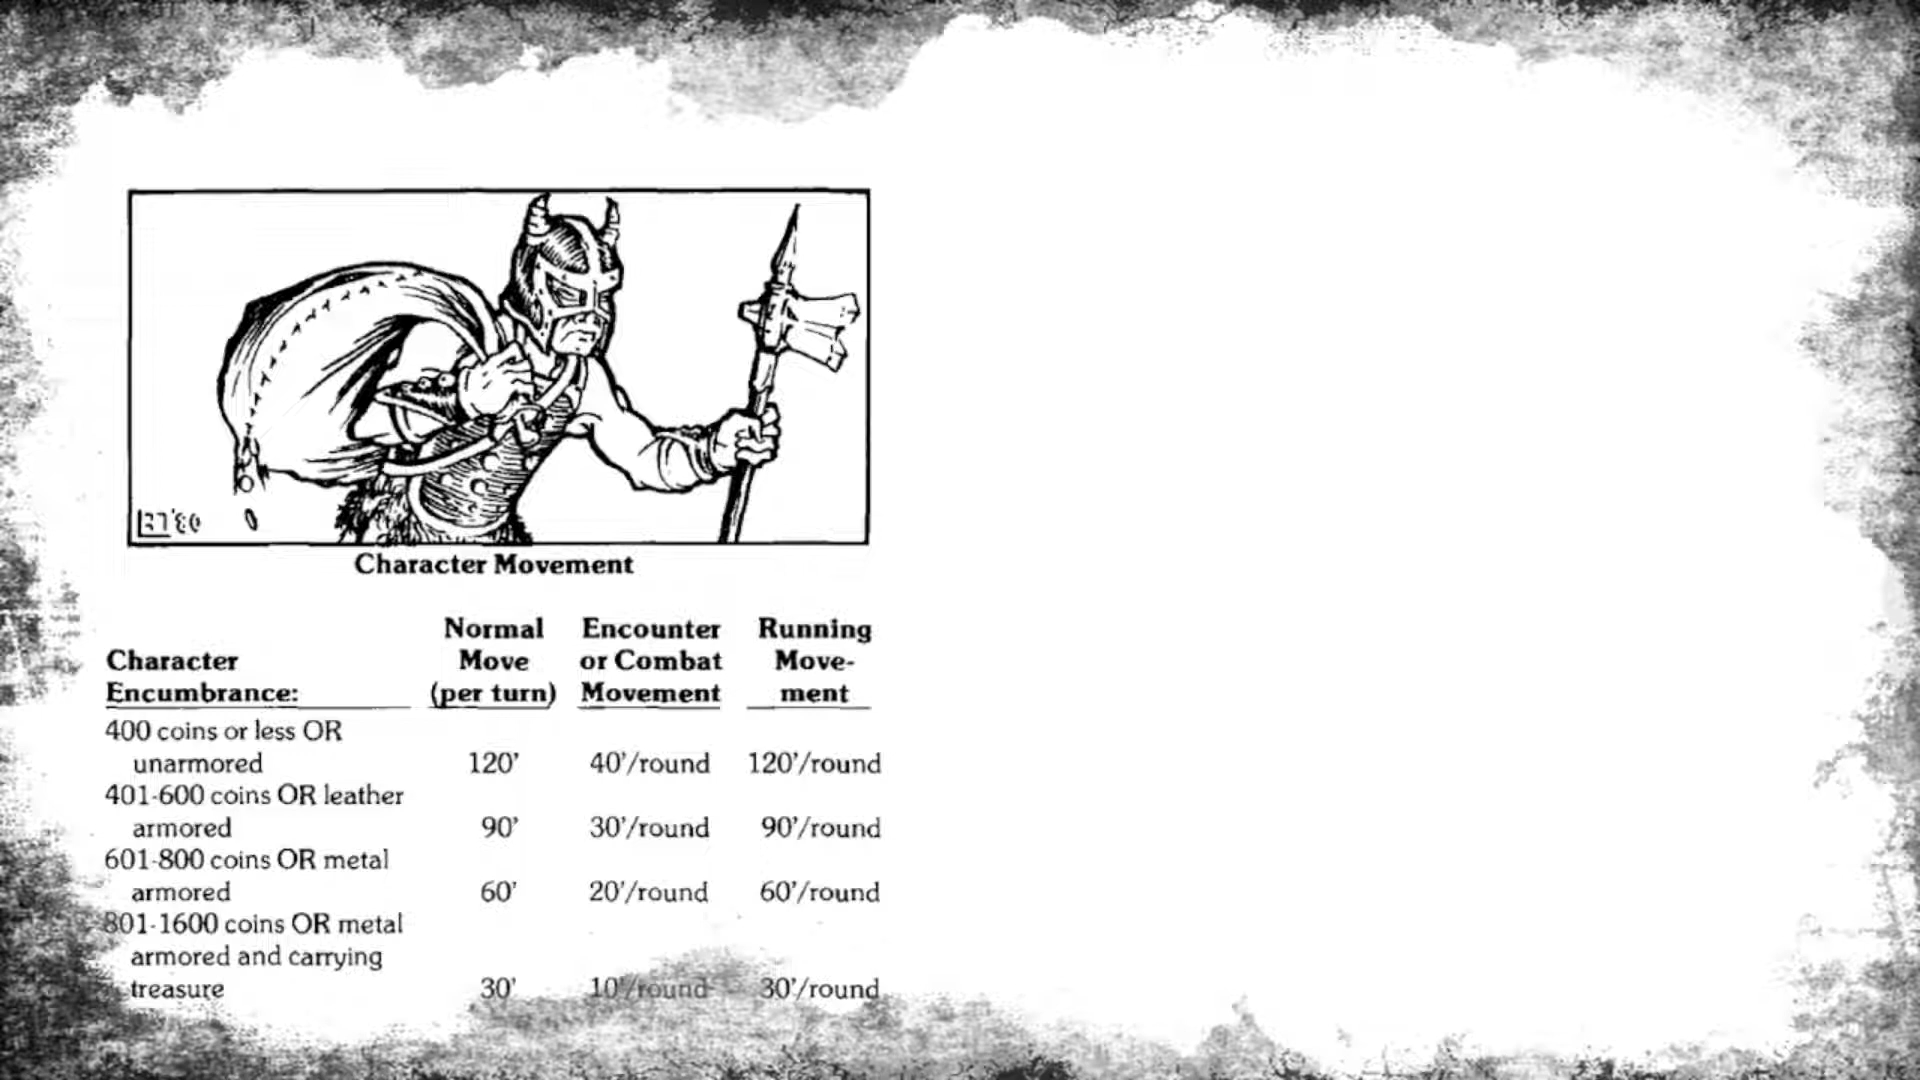 Character Movement
Character Encumbrance: Normal Move (per turn) Encounter or Combat Movement Running Move-ment
400 coins or less OR
unarmored 120' 40'/round 120'/round
401-600 coins OR leather
armored 90' 30'/round 90'/round
601-800 coins OR metal
armored 60' 20'/round 60'/round
801-1600 coins OR metal
armored and carrying
treasure 30' 10'/round 30'/round